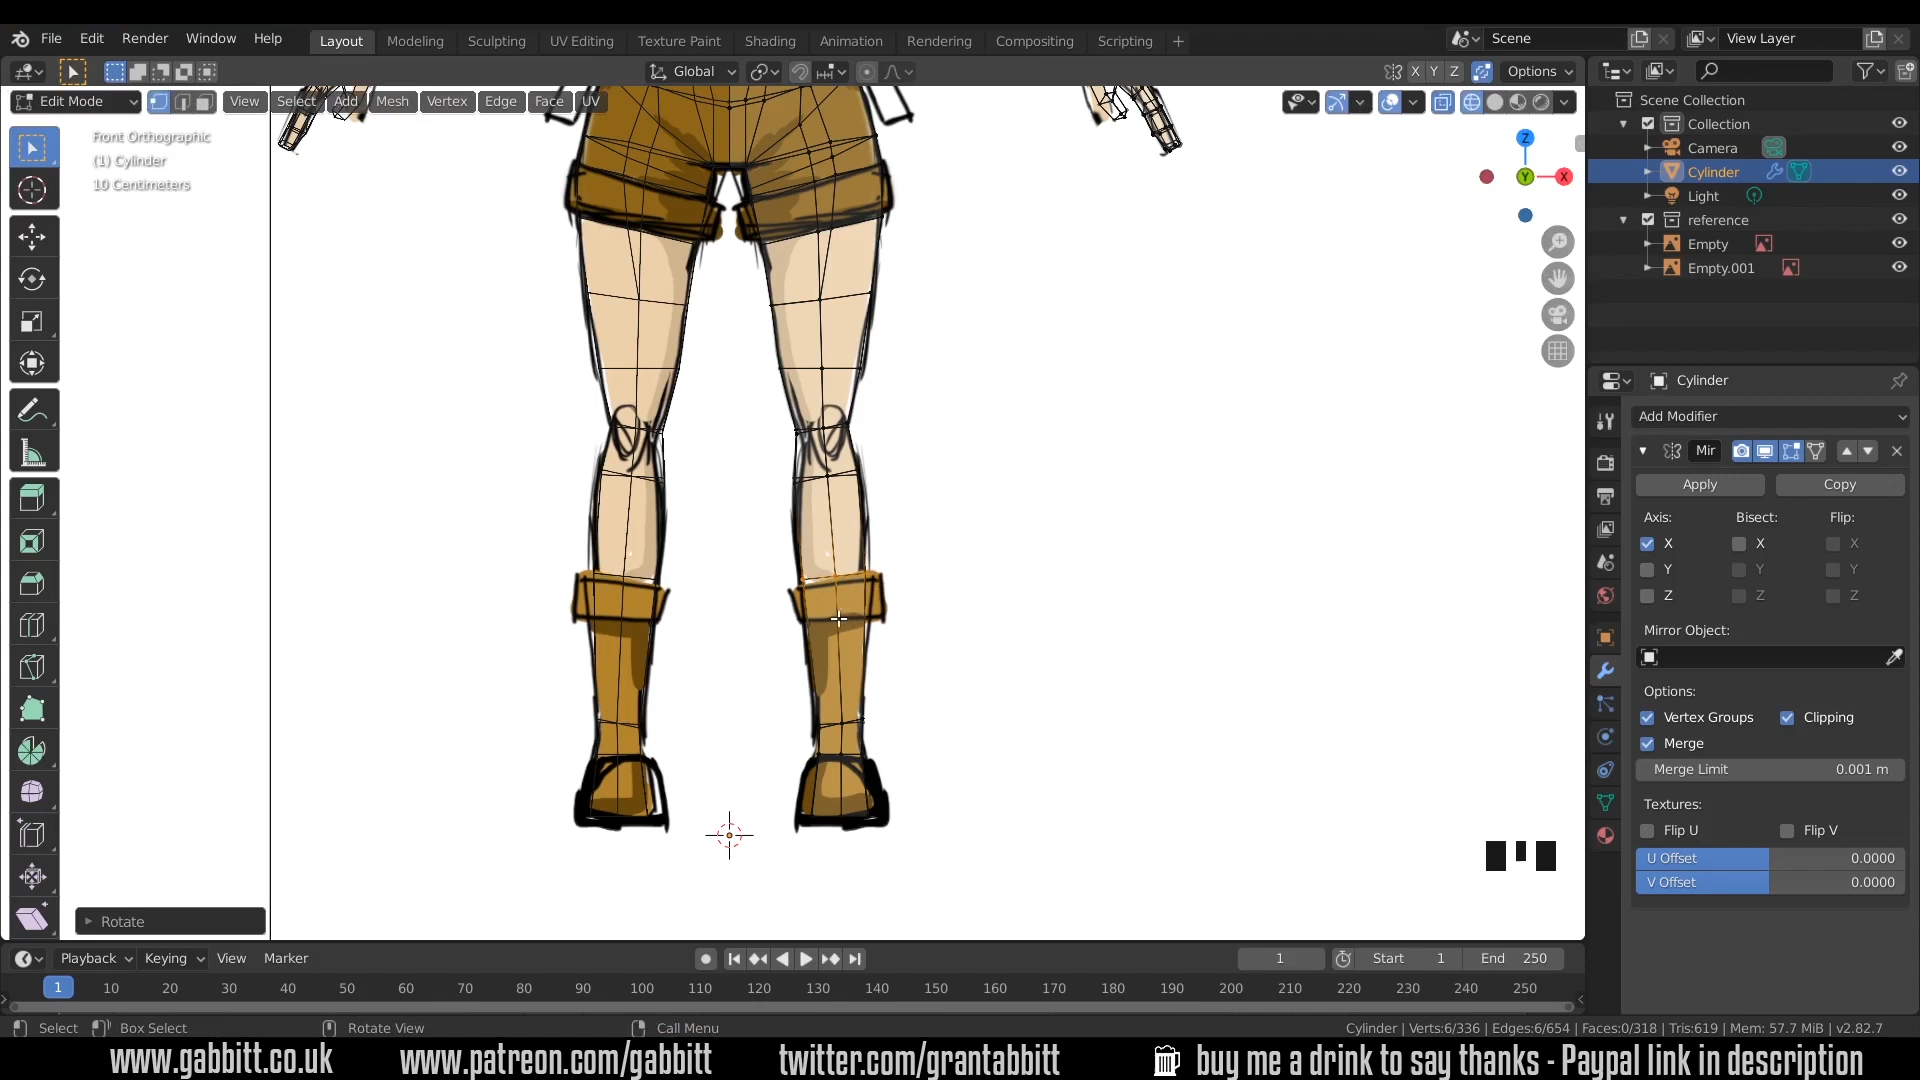 File Edit Render Window Help Layout Modeling Sculpting UV Editing Texture Paint Shading Animation Rendering Compositing Scripting + Scene View Layer
Global X Y Z Options
Edit Mode View Select Add Mesh Vertex Edge Face UV
Front Orthographic
(1) Cylinder
10 Centimeters
Z
Y
X
Scene Collection
Collection
Camera
Cylinder
Light
reference
Empty
Empty.001
Cylinder
Add Modifier
Mir
Apply Copy
Axis: Bisect: Flip:
X X X
Y Y Y
Z Z Z
Mirror Object:
Options:
Vertex Groups Clipping
Merge
Merge Limit 0.001 m
Textures:
Flip U Flip V
U Offset 0.0000
V Offset 0.0000
Rotate
Playback Keying View Marker 1 Start 1 End 250
1 10 20 30 40 50 60 70 80 90 100 110 120 130 140 150 160 170 180 190 200 210 220 230 240 250
Select Box Select Rotate View Call Menu Cylinder | Verts:6/336 | Edges:6/654 | Faces:0/318 | Tris:619 | Mem: 57.7 MiB | v2.82.7
www.gabbitt.co.uk www.patreon.com/gabbitt twitter.com/grantabbitt buy me a drink to say thanks - Paypal link in description